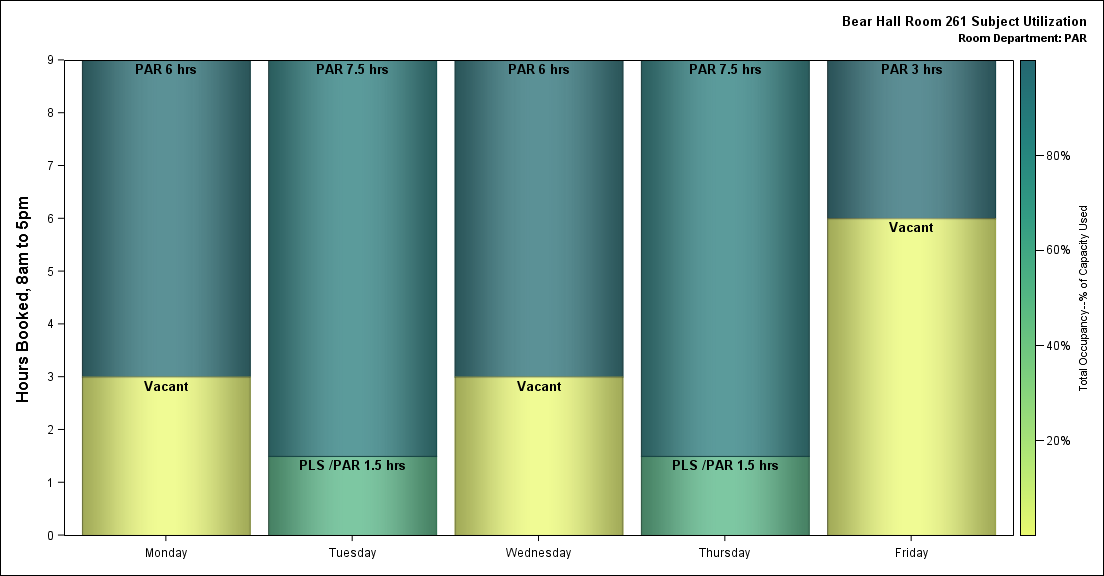 Bear Hall Room 261 Subject Utilization
Room Department: PAR
Hours Booked, 8am to 5pm
9
8
7
6
5
4
3
2
1
0
PAR 6 hrs
Vacant
PAR 7.5 hrs
PLS /PAR 1.5 hrs
PAR 6 hrs
Vacant
PAR 7.5 hrs
PLS /PAR 1.5 hrs
PAR 3 hrs
Vacant
Monday
Tuesday
Wednesday
Thursday
Friday
80%
60%
40%
20%
Total Occupancy--% of Capacity Used